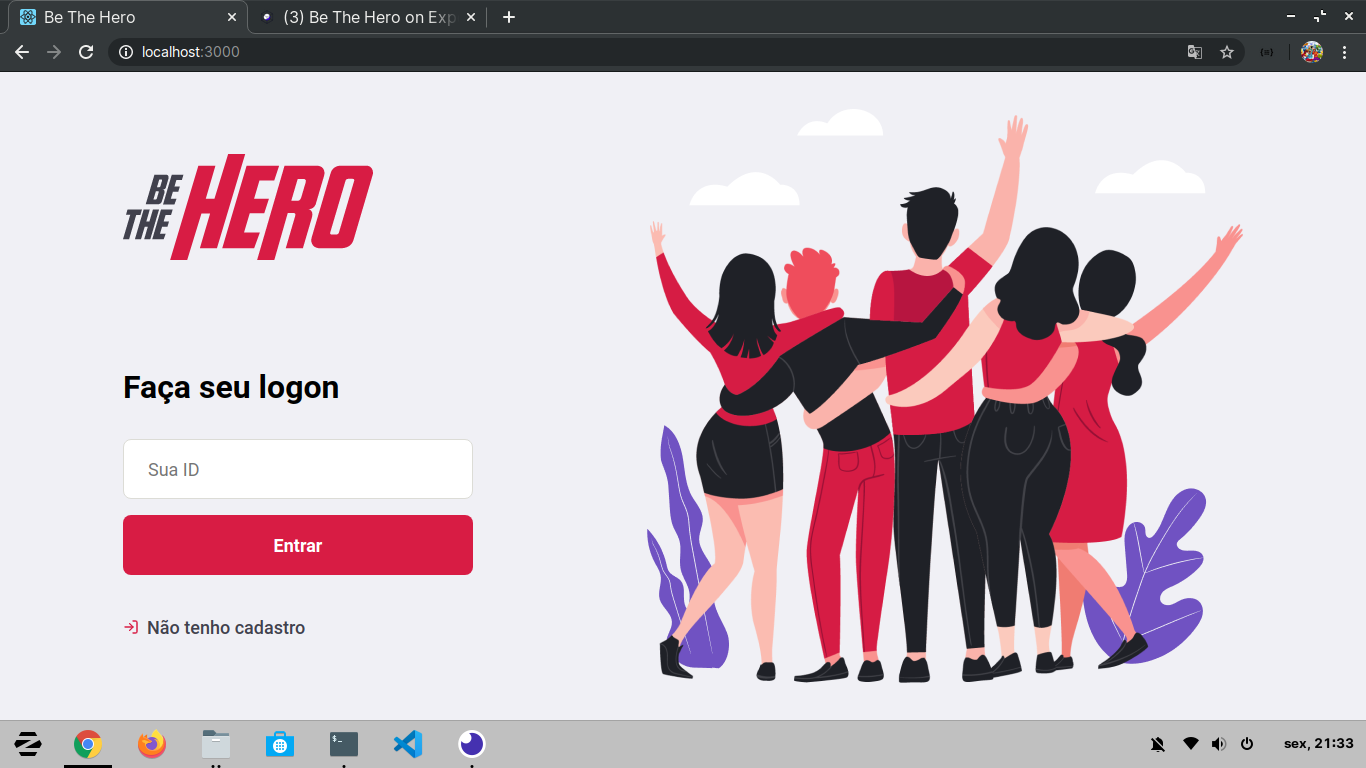 Be The Hero
(3) Be The Hero on Exp
localhost:3000
BE
THE
HERO
Faça seu logon
Sua ID
Entrar
Não tenho cadastro
sex, 21:33